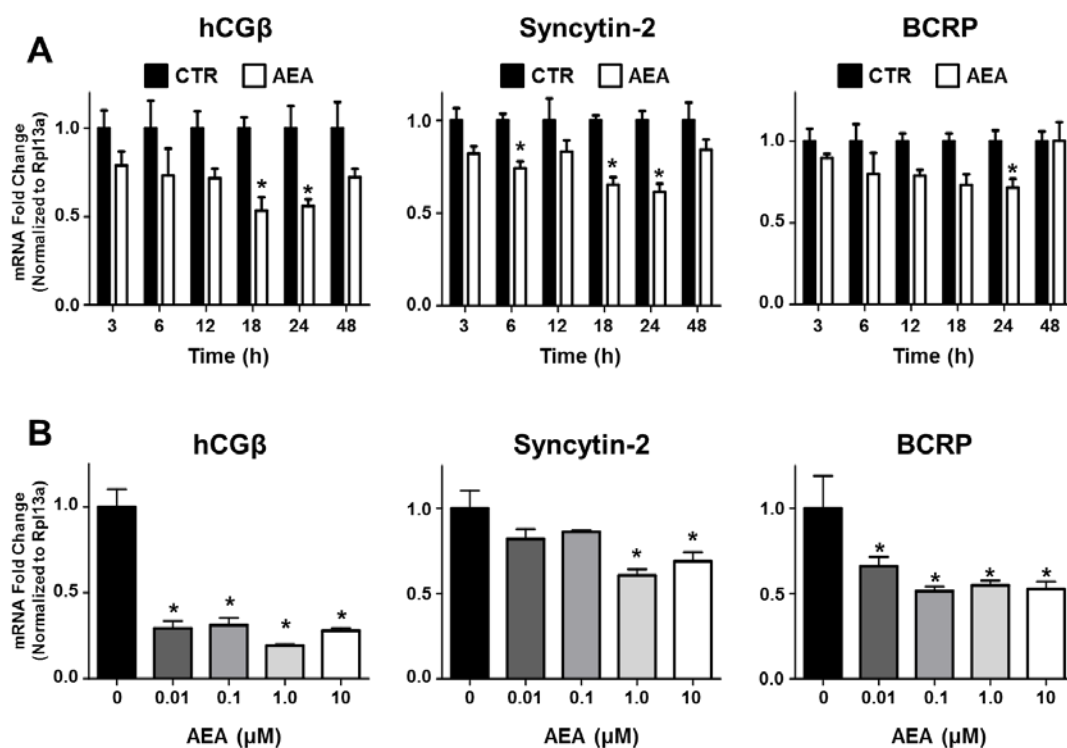 A
hCGβ
CTR AEA
mRNA Fold Change
(Normalized to Rpl13a)
1.0
0.5
0.0
* *
3 6 12 18 24 48
Time (h)
Syncytin-2
CTR AEA
1.0
0.5
0.0
* * *
3 6 12 18 24 48
Time (h)
BCRP
CTR AEA
1.0
0.5
0.0
*
3 6 12 18 24 48
Time (h)
B
hCGβ
mRNA Fold Change
(Normalized to Rpl13a)
1.0
0.5
0.0
* * * *
0 0.01 0.1 1.0 10
AEA (µM)
Syncytin-2
1.0
0.5
0.0
* *
0 0.01 0.1 1.0 10
AEA (µM)
BCRP
1.0
0.5
0.0
* * * *
0 0.01 0.1 1.0 10
AEA (µM)